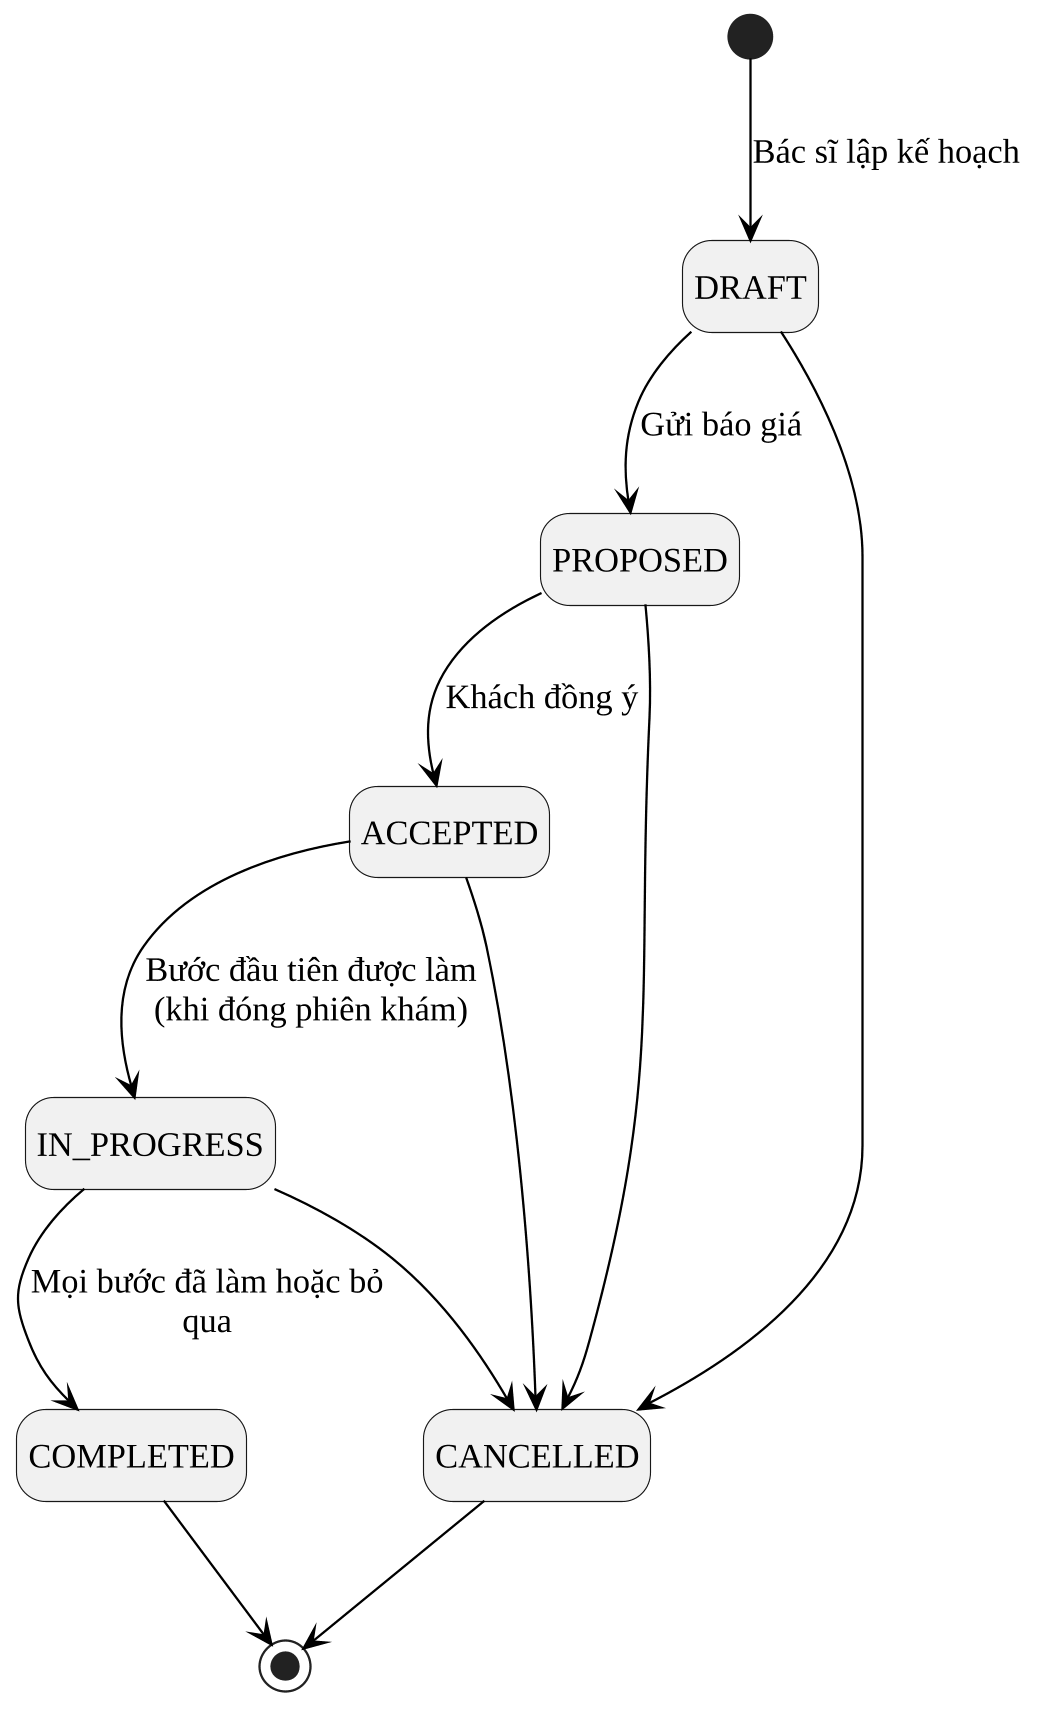 Bác sĩ lập kế hoạch
DRAFT
Gửi báo giá
PROPOSED
Khách đồng ý
ACCEPTED
Bước đầu tiên được làm
(khi đóng phiên khám)
IN_PROGRESS
Mọi bước đã làm hoặc bỏ
qua
COMPLETED
CANCELLED